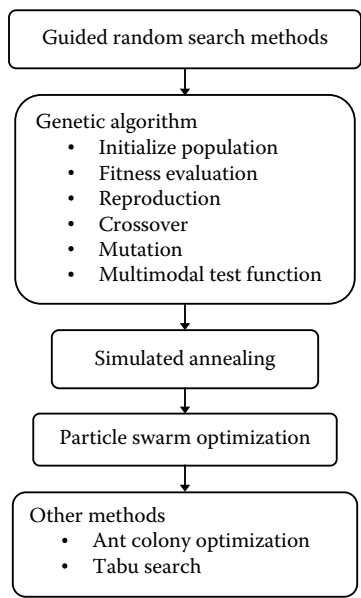 Guided random search methods
Genetic algorithm
• Initialize population
• Fitness evaluation
• Reproduction
• Crossover
• Mutation
• Multimodal test function
Simulated annealing
Particle swarm optimization
Other methods
• Ant colony optimization
• Tabu search